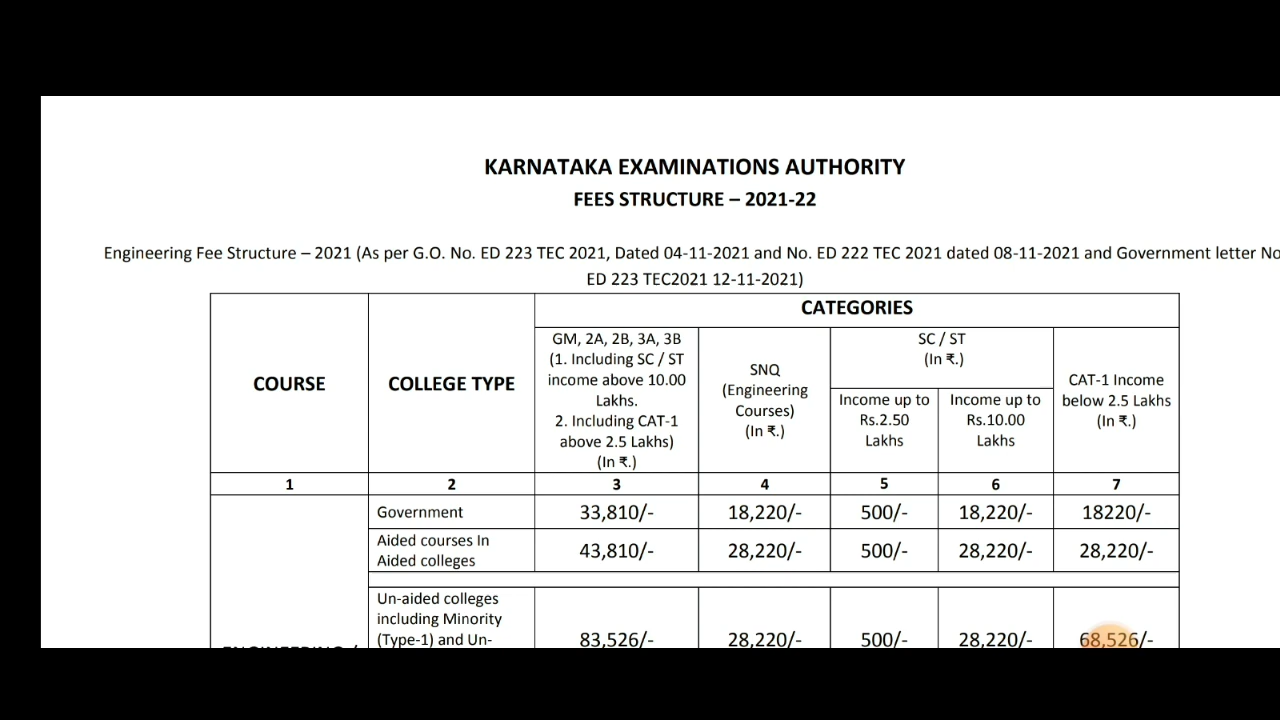 KARNATAKA EXAMINATIONS AUTHORITY
FEES STRUCTURE – 2021-22
Engineering Fee Structure – 2021 (As per G.O. No. ED 223 TEC 2021, Dated 04-11-2021 and No. ED 222 TEC 2021 dated 08-11-2021 and Government letter No
ED 223 TEC2021 12-11-2021)
COURSE
COLLEGE TYPE
CATEGORIES
GM, 2A, 2B, 3A, 3B
(1. Including SC / ST
income above 10.00
Lakhs.
2. Including CAT-1
above 2.5 Lakhs)
(In ₹.)
SNQ
(Engineering
Courses)
(In ₹.)
SC / ST
(In ₹.)
Income up to
Rs.2.50
Lakhs
Income up to
Rs.10.00
Lakhs
CAT-1 Income
below 2.5 Lakhs
(In ₹.)
1 2 3 4 5 6 7
Government 33,810/- 18,220/- 500/- 18,220/- 18220/-
Aided courses In
Aided colleges
43,810/- 28,220/- 500/- 28,220/- 28,220/-
Un-aided colleges
including Minority
(Type-1) and Un-
83,526/- 28,220/- 500/- 28,220/- 68,526/-